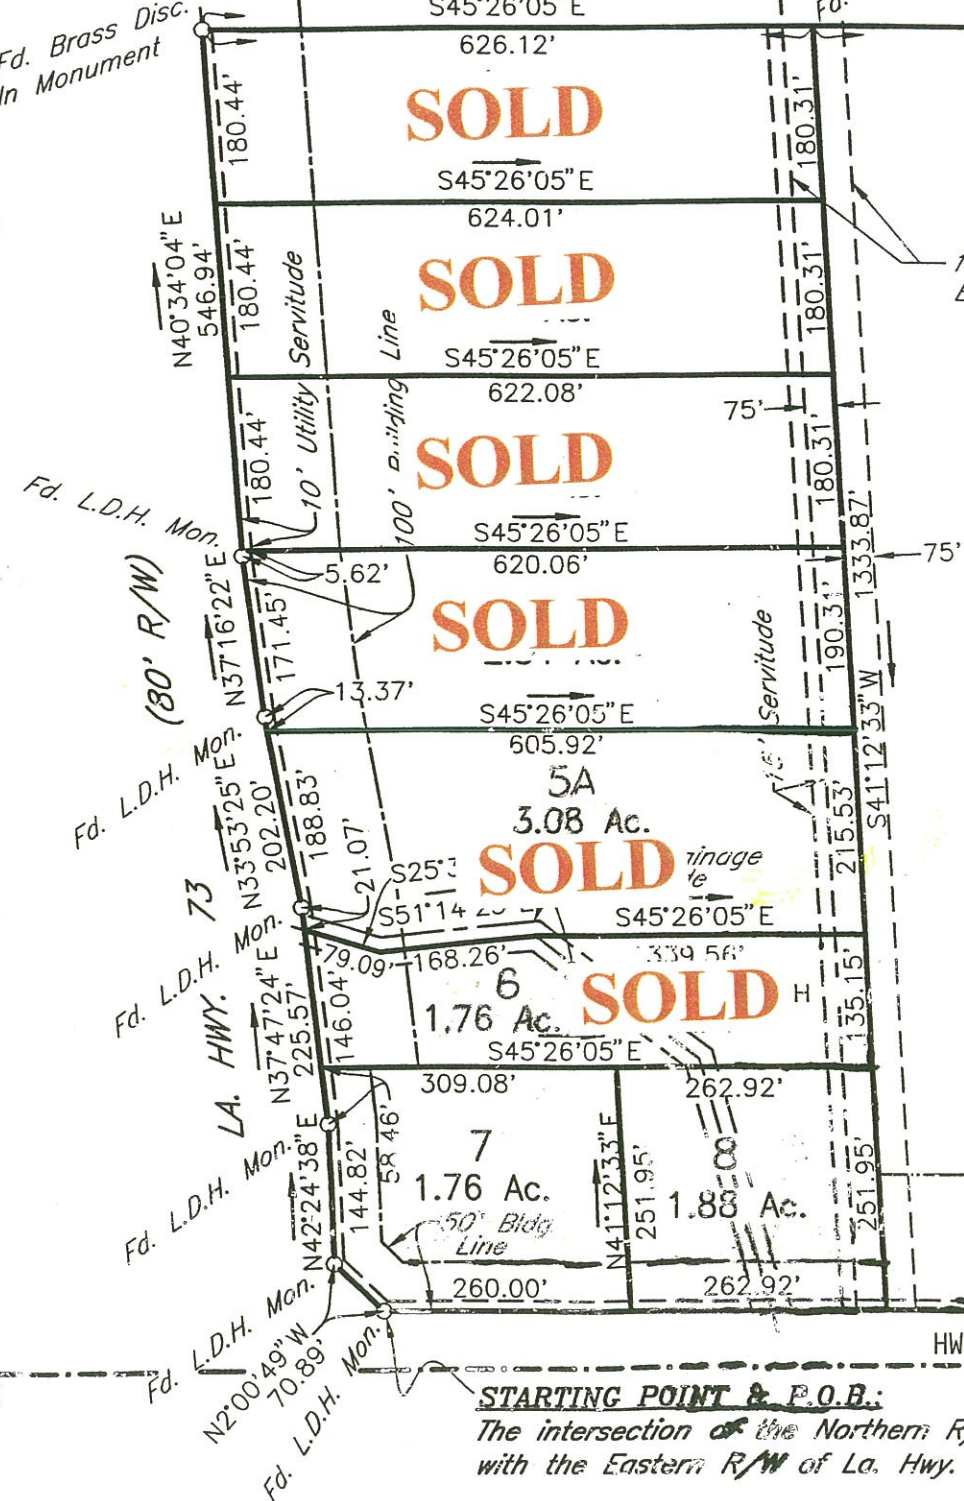 S45°26'05"E
Fd.
Fd. Brass Disc.
In Monument
626.12'
180.44'
SOLD
180.31'
S45°26'05"E
624.01'
N40°34'04"E
546.94'
180.44'
10' Utility Servitude
SOLD
180.31'
S45°26'05"E
622.08'
100' Building Line
75'
180.44'
SOLD
180.31'
Fd. L.D.H. Mon.
S45°26'05"E
620.06'
1333.87'
75'
5.62'
(80' R/W)
N37°16'22"E
171.45'
SOLD
190.31'
Servitude
13.37'
S45°26'05"E
605.92'
S41°12'33"W
Fd. L.D.H. Mon.
5A
3.08 Ac.
N33°53'25"E
202.20'
188.83'
21.07'
215.53'
SOLD
S51°14
S45°26'05"E
LA. HWY. 73
Fd. L.D.H. Mon.
79.09'
168.26'
339.56'
6
1.76 Ac.
SOLD
H
N37°47'24"E
225.57'
146.04'
135.15'
S45°26'05"E
309.08'
262.92'
58.46'
7
1.76 Ac.
8
1.88 Ac.
N41°12'33"E
251.95'
251.95'
Fd. L.D.H. Mon.
N42°24'38"E
144.82'
50' Bldg
Line
260.00'
262.92'
Fd. L.D.H. Mon.
N2°00'49"W
70.89'
Fd. L.D.H. Mon.
HW
STARTING POINT & P.O.B.:
The intersection of the Northern R/
with the Eastern R/W of La. Hwy.